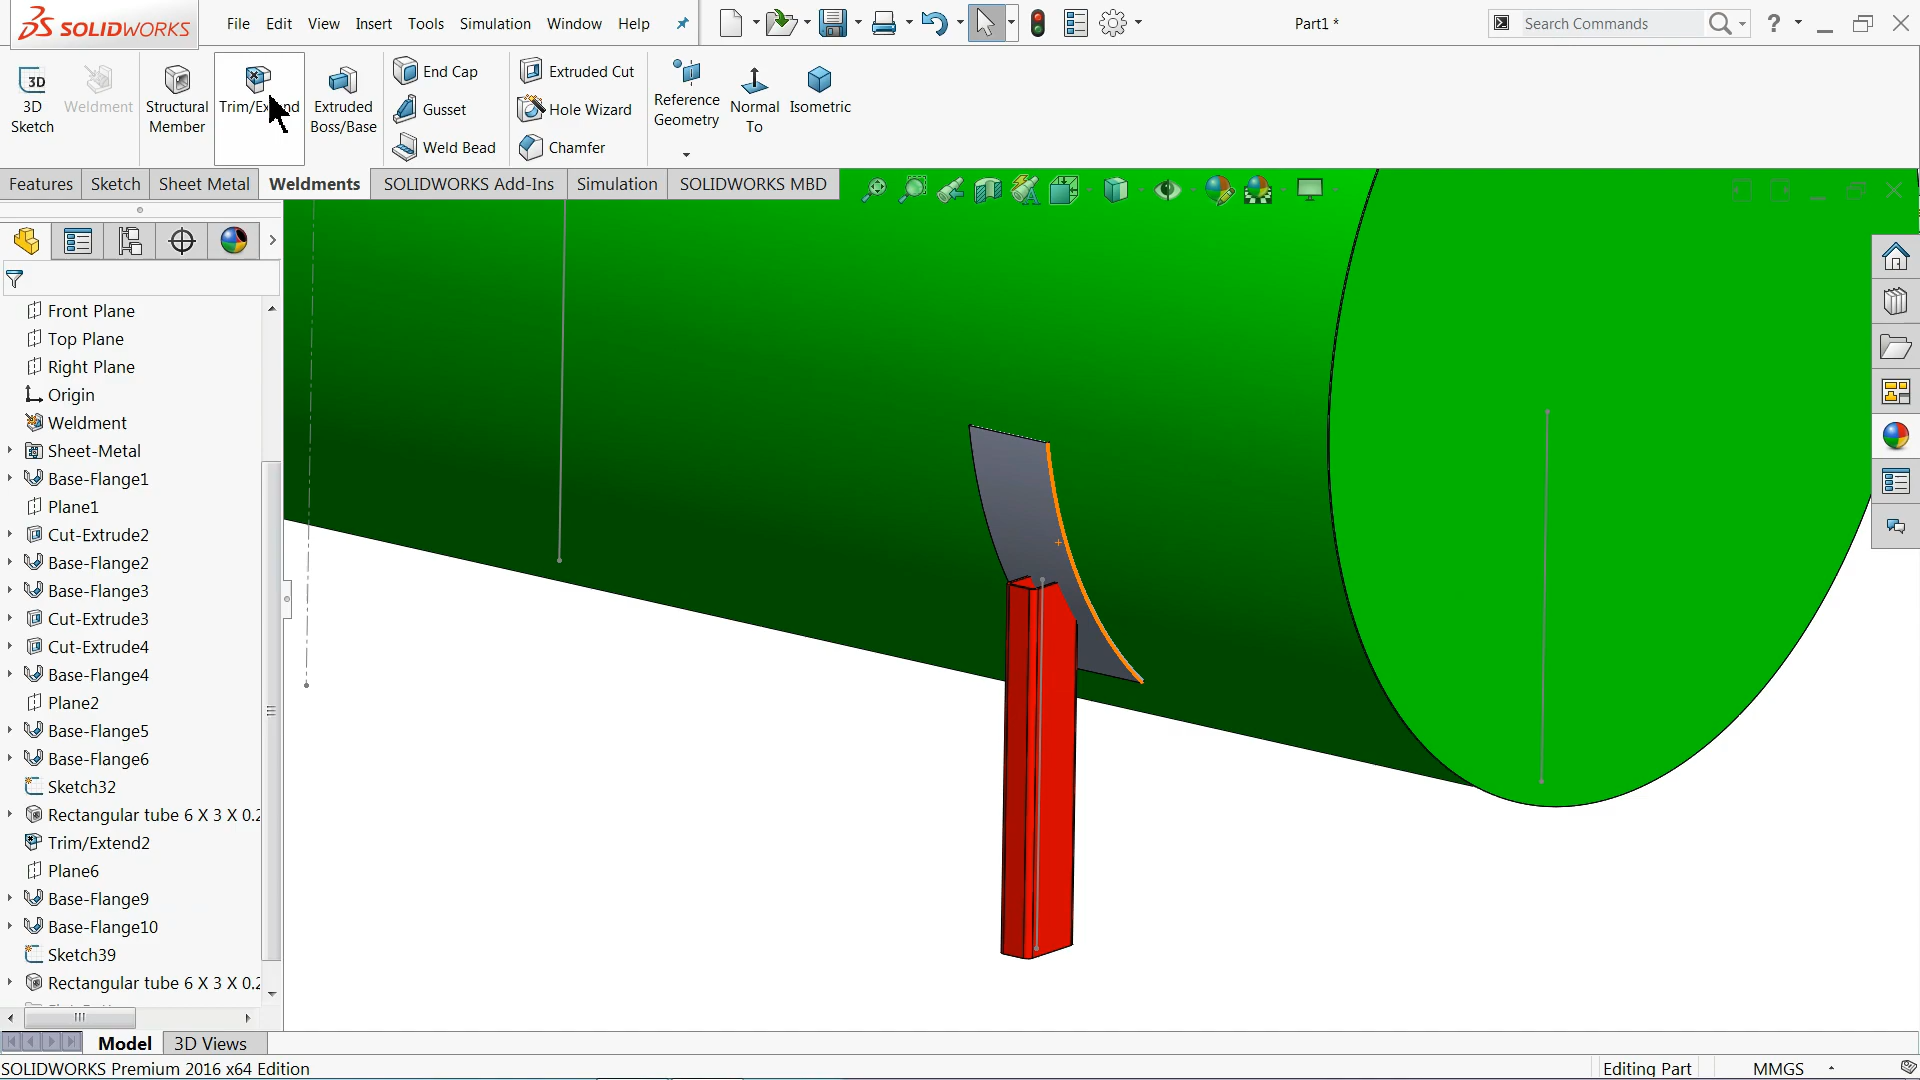 SOLIDWORKS File Edit View Insert Tools Simulation Window Help Part1 * Search Commands ?
3D Sketch
Weldment
Structural Member
Trim/Extend
Extruded Boss/Base
End Cap
Gusset
Weld Bead
Extruded Cut
Hole Wizard
Chamfer
Reference Geometry
Normal To
Isometric
Features Sketch Sheet Metal Weldments SOLIDWORKS Add-Ins Simulation SOLIDWORKS MBD
Front Plane
Top Plane
Right Plane
Origin
Weldment
Sheet-Metal
Base-Flange1
Plane1
Cut-Extrude2
Base-Flange2
Base-Flange3
Cut-Extrude3
Cut-Extrude4
Base-Flange4
Plane2
Base-Flange5
Base-Flange6
Sketch32
Rectangular tube 6 X 3 X 0.2
Trim/Extend2
Plane6
Base-Flange9
Base-Flange10
Sketch39
Rectangular tube 6 X 3 X 0.2
Model 3D Views
SOLIDWORKS Premium 2016 x64 Edition Editing Part MMGS